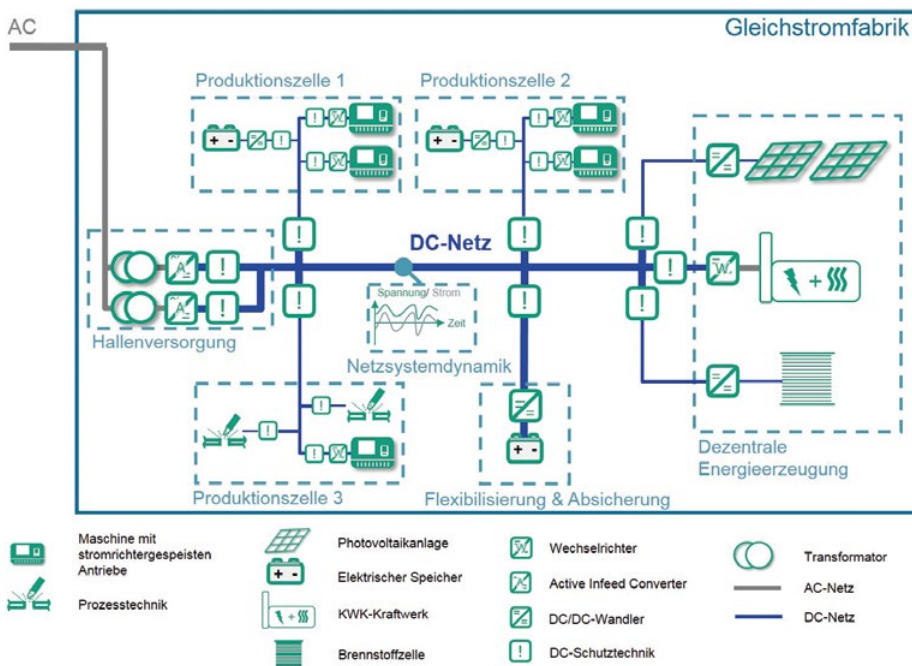 AC
Gleichstromfabrik
Produktionszelle 1
Produktionszelle 2
DC-Netz
Spannung/ Strom
Zeit
Hallenversorgung
Netzsystemdynamik
Produktionszelle 3
Flexibilisierung & Absicherung
Dezentrale
Energieerzeugung
Maschine mit
stromrichtergespeisten
Antriebe
Prozesstechnik
Photovoltaikanlage
Elektrischer Speicher
KWK-Kraftwerk
Brennstoffzelle
Wechselrichter
Active Infeed Converter
DC/DC-Wandler
DC-Schutztechnik
Transformator
AC-Netz
DC-Netz